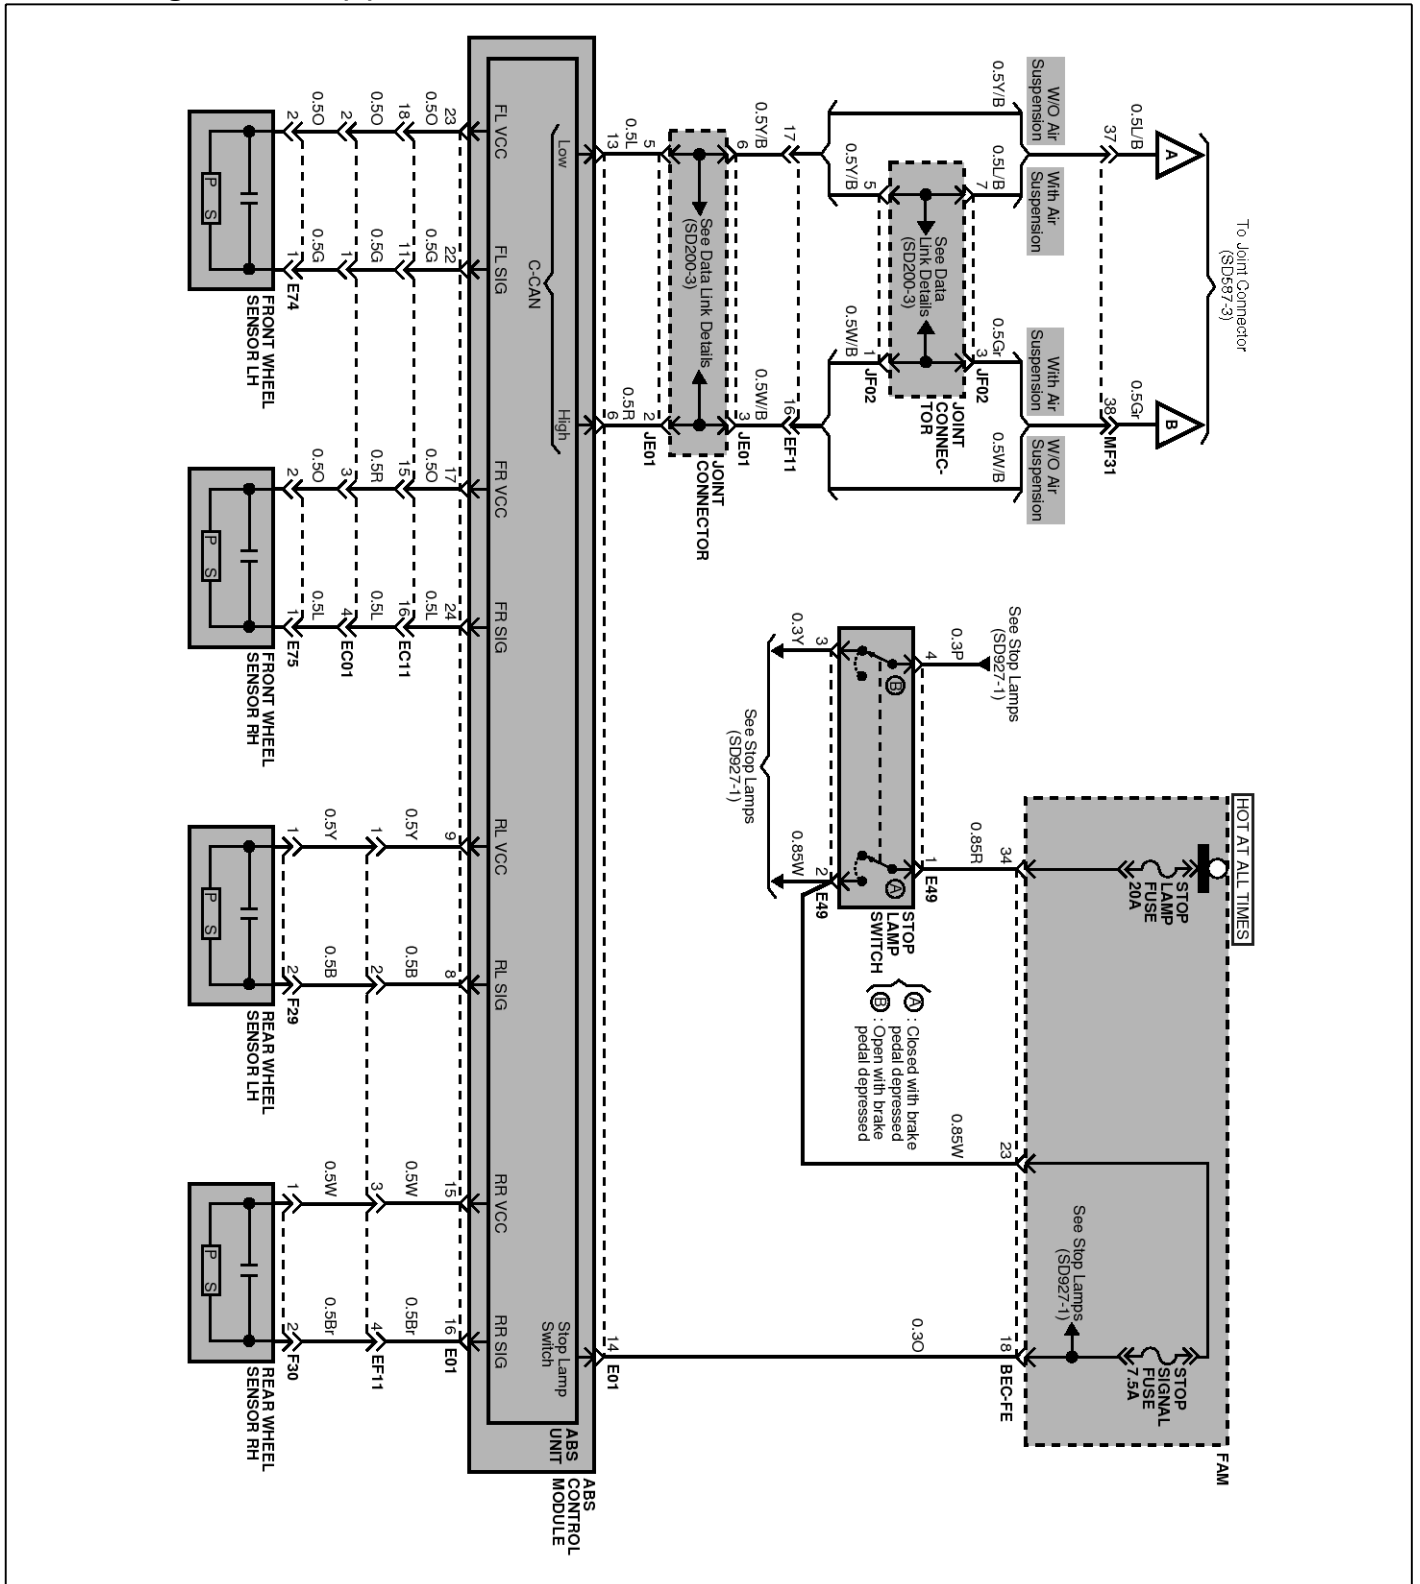 HOT AT ALL TIMES
FAM
STOP
LAMP
FUSE
20A
STOP
SIGNAL
FUSE
7.5A
See Stop Lamps
(SD927-1)
34
23
18
BEC-FE
0.85R
0.85W
0.3O
To Joint Connector
(SD587-3)
A
B
0.5L/B
0.5Gr
37
38
MF31
W/O Air
Suspension
With Air
Suspension
With Air
Suspension
W/O Air
Suspension
0.5Y/B
0.5L/B
0.5Gr
0.5W/B
7
3
JF02
See Data
Link Details
(SD200-3)
JOINT
CONNEC-
TOR
5
1
JF02
0.5Y/B
0.5W/B
17
16
EF11
0.5Y/B
0.5W/B
6
3
JE01
See Data Link Details
(SD200-3)
JOINT
CONNECTOR
5
2
JE01
0.5L
0.5R
13
6
See Stop Lamps
(SD927-1)
0.3P
4
1
E49
B
A
STOP
LAMP
SWITCH
A : Closed with brake
pedal depressed
B : Open with brake
pedal depressed
3
2
E49
0.3Y
0.85W
See Stop Lamps
(SD927-1)
14
E01
Low
High
C-CAN
Stop Lamp
Switch
ABS
UNIT
ABS
CONTROL
MODULE
FL VCC
FL SIG
FR VCC
FR SIG
RL VCC
RL SIG
RR VCC
RR SIG
23
22
17
24
9
8
15
16
E01
0.5O
0.5G
0.5O
0.5L
0.5Y
0.5B
0.5W
0.5Br
18
11
15
16
EC11
1
2
3
4
EF11
0.5O
0.5G
0.5R
0.5L
2
1
3
4
EC01
0.5O
0.5G
0.5O
0.5L
0.5Y
0.5B
0.5W
0.5Br
2
1
E74
2
1
E75
1
2
F29
1
2
F30
P S
P S
P S
P S
FRONT WHEEL
SENSOR LH
FRONT WHEEL
SENSOR RH
REAR WHEEL
SENSOR LH
REAR WHEEL
SENSOR RH